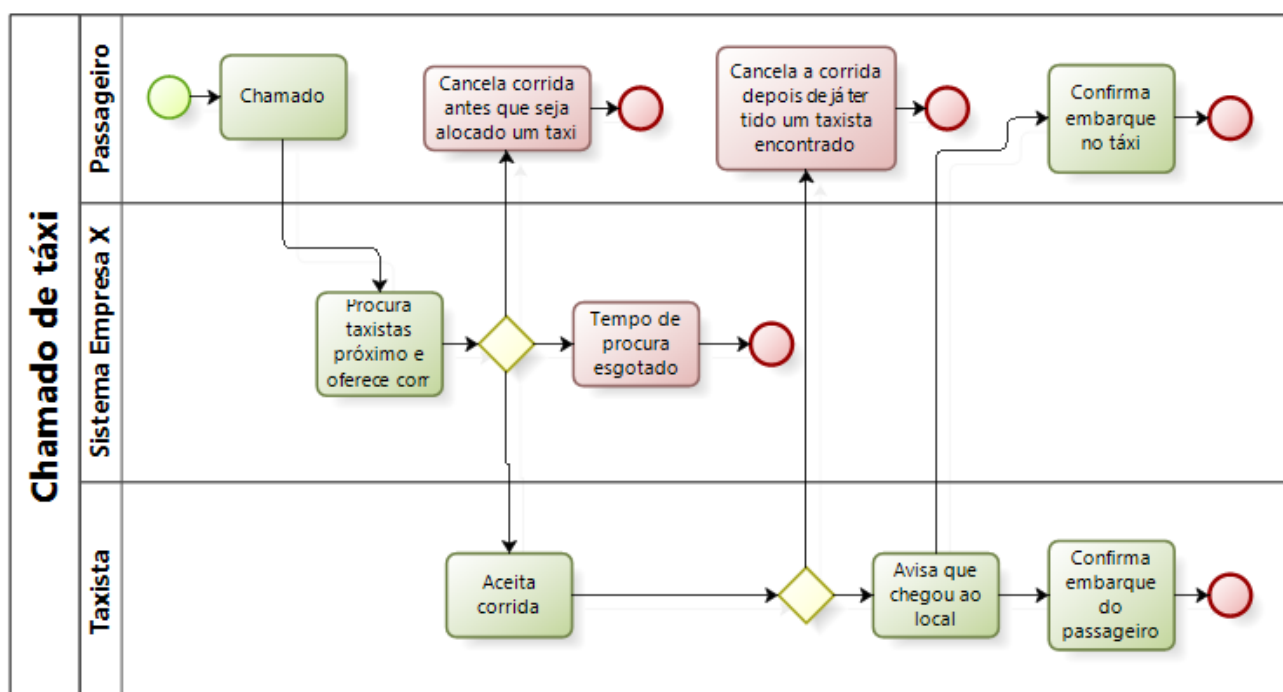 Chamado de táxi
Passageiro
Chamado
Cancela corrida
antes que seja
alocado um taxi
Cancela a corrida
depois de já ter
tido um taxista
encontrado
Confirma
embarque
no táxi
Sistema Empresa X
Procura
taxistas
próximo e
oferece corr
Tempo de
procura
esgotado
Taxista
Aceita
corrida
Avisa que
chegou ao
local
Confirma
embarque
do
passageiro